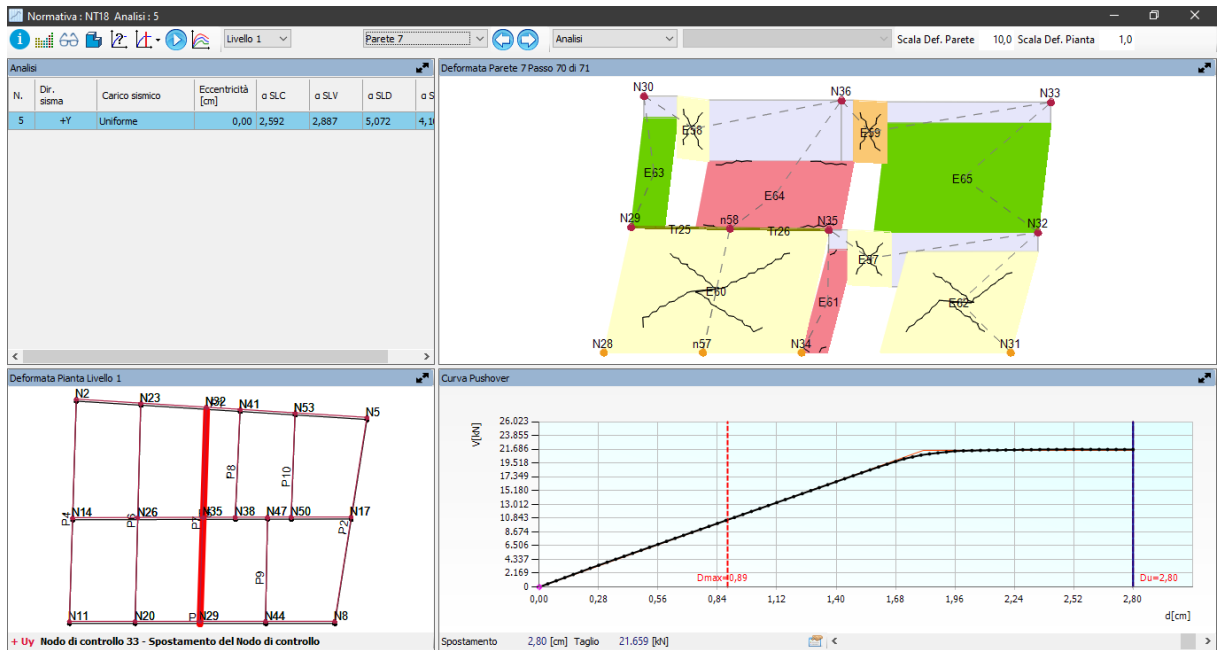 Normativa : NT18 Analisi : 5
Livello 1 Parete 7 Analisi Scala Def. Parete 10,0 Scala Def. Pianta 1,0
Analisi
N. Dir. sisma Carico sismico Eccentricità [cm] α SLC α SLV α SLD α S
5 +Y Uniforme 0,00 2,592 2,887 5,072 4,1
Deformata Parete 7 Passo 70 di 71
N30 N36 N33
E58 E59
E63 E64 E65
N29 n58 N35 N32
Tr25 Tr26
E57
E60 E61 E62
N28 n57 N34 N31
Deformata Pianta Livello 1
N2 N23 N32 N41 N53 N5
P8 P10
N14 N26 N35 N38 N47 N50 N17
P4 P6 P7 P2
P9
N11 N20 N29 N44 N8
+ Uy Nodo di controllo 33 - Spostamento del Nodo di controllo
Curva Pushover
V[kN]
26.023
23.855
21.686
19.518
17.349
15.180
13.012
10.843
8.674
6.506
4.337
2.169
0
Dmax=0,89
Du=2,80
0,00 0,28 0,56 0,84 1,12 1,40 1,68 1,96 2,24 2,52 2,80
d[cm]
Spostamento 2,80 [cm] Taglio 21.659 [kN]